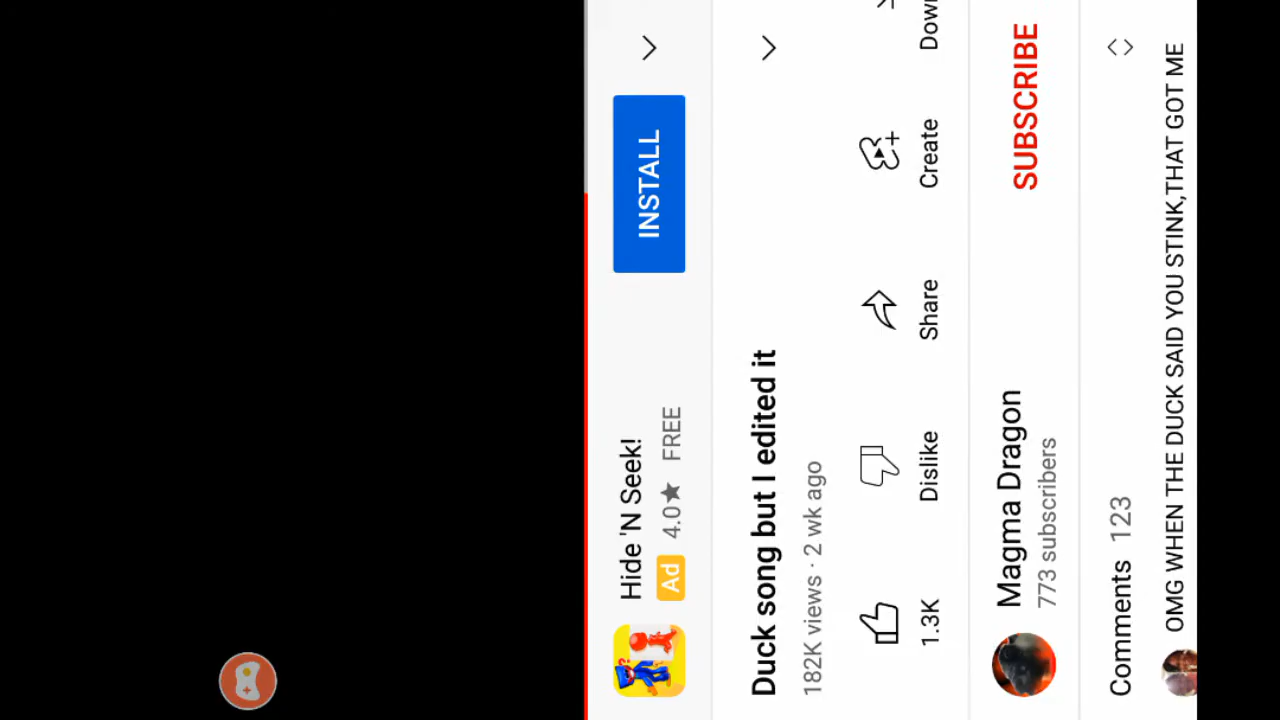 Hide 'N Seek!
Ad 4.0★ FREE
INSTALL
Duck song but I edited it
182K views · 2 wk ago
1.3K
Dislike
Share
Create
Magma Dragon
773 subscribers
SUBSCRIBE
Comments 123
OMG WHEN THE DUCK SAID YOU STINK,THAT GOT ME